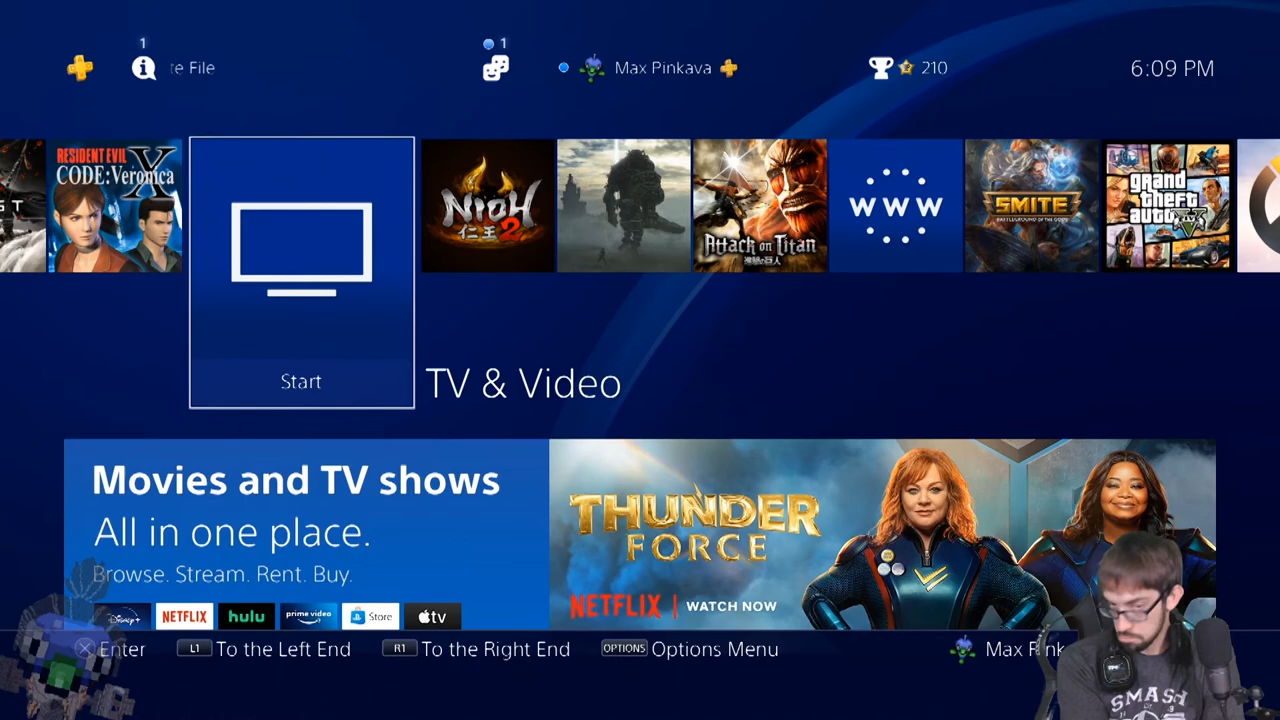 1
1
te File
Max Pinkava
210
6:09 PM
ST
RESIDENT EVIL X
CODE:Veronica
NIOH 2
仁王
Attack on Titan
進撃の巨人
WWW
SMITE
BATTLEGROUND OF THE GODS
grand
theft
auto V
Start
TV & Video
Movies and TV shows
All in one place.
Browse. Stream. Rent. Buy.
Disney+
NETFLIX
hulu
prime video
Store
tv
THUNDER
FORCE
NETFLIX | WATCH NOW
Enter
L1 To the Left End
R1 To the Right End
OPTIONS Options Menu
Max Pink
SMASH